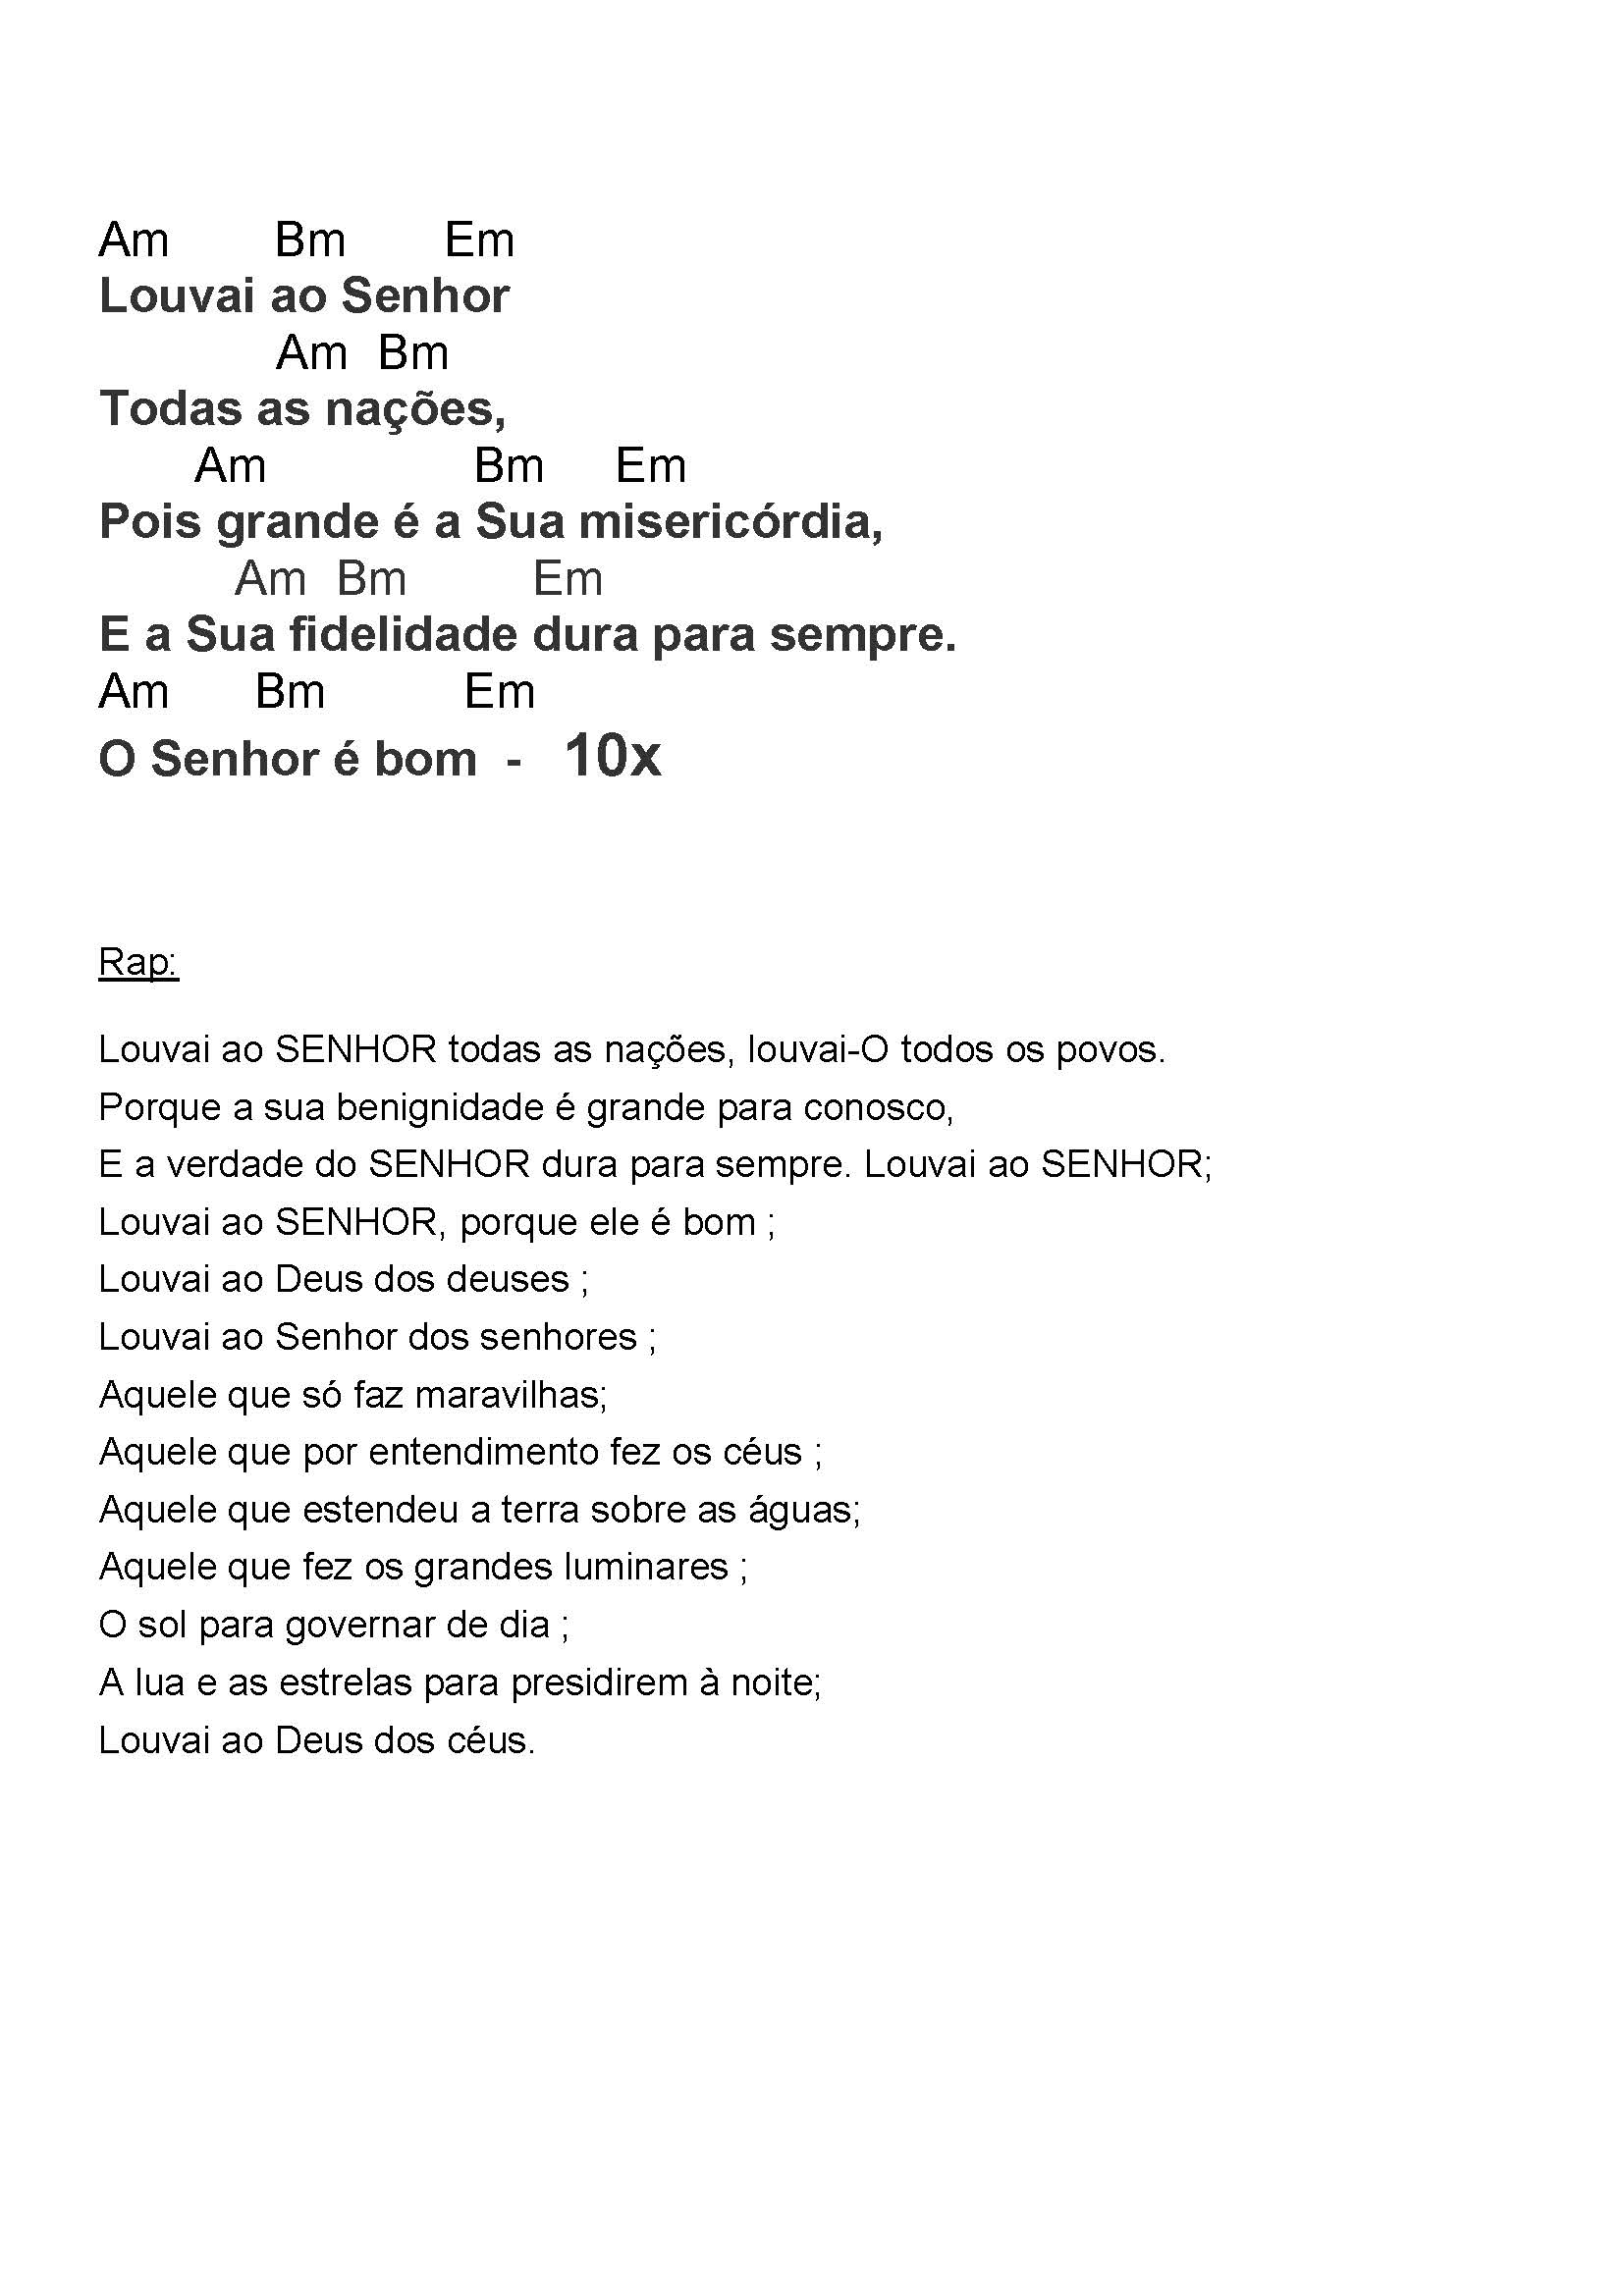 Am Bm Em
Louvai ao Senhor
Am Bm
Todas as nações,
Am Bm Em
Pois grande é a Sua misericórdia,
Am Bm Em
E a Sua fidelidade dura para sempre.
Am Bm Em
O Senhor é bom - 10x
Rap:
Louvai ao SENHOR todas as nações, louvai-O todos os povos.
Porque a sua benignidade é grande para conosco,
E a verdade do SENHOR dura para sempre. Louvai ao SENHOR;
Louvai ao SENHOR, porque ele é bom ;
Louvai ao Deus dos deuses ;
Louvai ao Senhor dos senhores ;
Aquele que só faz maravilhas;
Aquele que por entendimento fez os céus ;
Aquele que estendeu a terra sobre as águas;
Aquele que fez os grandes luminares ;
O sol para governar de dia ;
A lua e as estrelas para presidirem à noite;
Louvai ao Deus dos céus.